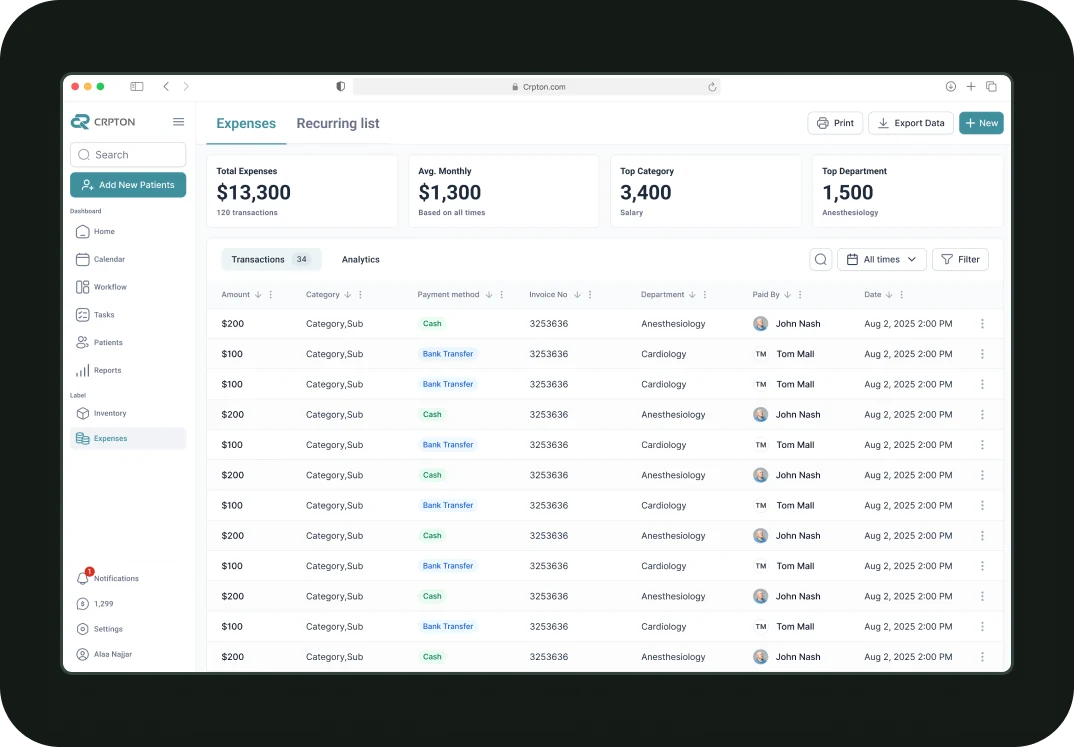 Crpton.com
CRPTON
Search
Add New Patients
Dashboard
Home
Calendar
Workflow
Tasks
Patients
Reports
Label
Inventory
Expenses
1
Notifications
1,299
Settings
Alaa Najjar
Expenses Recurring list
Print Export Data + New
Total Expenses
$13,300
120 transactions
Avg. Monthly
$1,300
Based on all times
Top Category
3,400
Salary
Top Department
1,500
Anesthesiology
Transactions 34 Analytics
All times Filter
Amount Category Payment method Invoice No Department Paid By Date
$200 Category,Sub Cash 3253636 Anesthesiology John Nash Aug 2, 2025 2:00 PM
$100 Category,Sub Bank Transfer 3253636 Cardiology TM Tom Mall Aug 2, 2025 2:00 PM
$100 Category,Sub Bank Transfer 3253636 Cardiology TM Tom Mall Aug 2, 2025 2:00 PM
$200 Category,Sub Cash 3253636 Anesthesiology John Nash Aug 2, 2025 2:00 PM
$100 Category,Sub Bank Transfer 3253636 Cardiology TM Tom Mall Aug 2, 2025 2:00 PM
$200 Category,Sub Cash 3253636 Anesthesiology John Nash Aug 2, 2025 2:00 PM
$100 Category,Sub Bank Transfer 3253636 Cardiology TM Tom Mall Aug 2, 2025 2:00 PM
$200 Category,Sub Cash 3253636 Anesthesiology John Nash Aug 2, 2025 2:00 PM
$100 Category,Sub Bank Transfer 3253636 Cardiology TM Tom Mall Aug 2, 2025 2:00 PM
$200 Category,Sub Cash 3253636 Anesthesiology John Nash Aug 2, 2025 2:00 PM
$100 Category,Sub Bank Transfer 3253636 Cardiology TM Tom Mall Aug 2, 2025 2:00 PM
$200 Category,Sub Cash 3253636 Anesthesiology John Nash Aug 2, 2025 2:00 PM